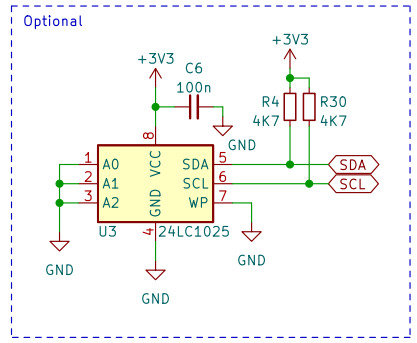 Optional
+3V3
+3V3
C6
100n
R4
4K7
R30
4K7
GND
8
VCC
1
A0
2
A1
3
A2
SDA
5
SCL
6
WP
7
SDA
SCL
GND
4
U3
24LC1025
GND
GND
GND